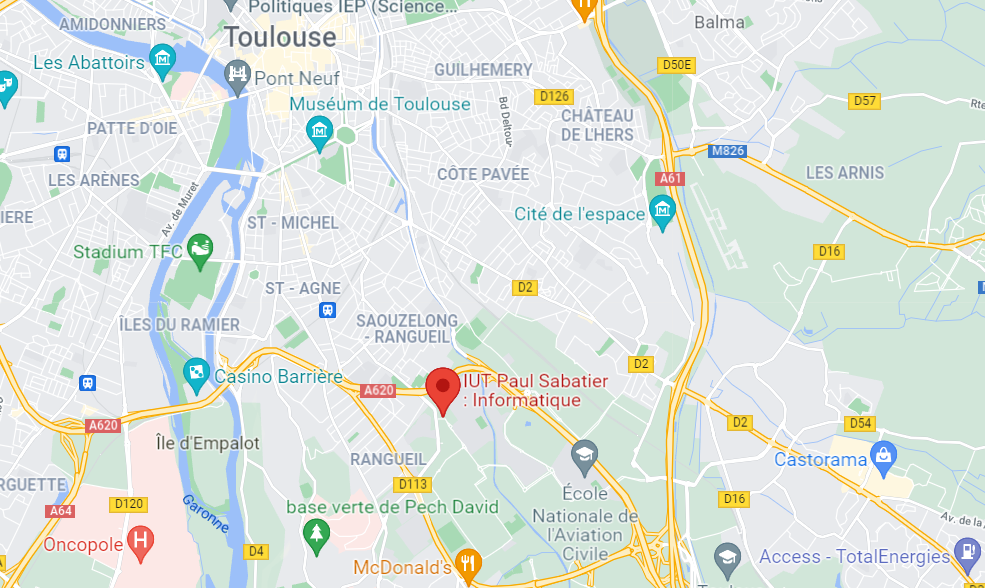 Politiques IEP (Science...
AMIDONNIERS
Toulouse
Balma
Les Abattoirs
Pont Neuf
GUILHEMERY
D50E
Muséum de Toulouse
D126
D57
Rte
PATTE D'OIE
Bd Deltour
CHÂTEAU
DE L'HERS
M826
LES ARÈNES
CÔTE PAVÉE
A61
LES ARNIS
IERE
Av. de Muret
ST - MICHEL
Cité de l'espace
Stadium TFC
D16
ST - AGNE
D2
ÎLES DU RAMIER
SAOUZELONG
- RANGUEIL
D2
Casino Barrière
A620
IUT Paul Sabatier
: Informatique
A620
D2
D54
Île d'Empalot
RANGUEIL
Castorama
RGUETTE
D113
École
Nationale de
l'Aviation
Civile
D16
A64
D120
Garonne
base verte de Pech David
Av. de la
Oncopole
D4
McDonald's
Access - TotalEnergies